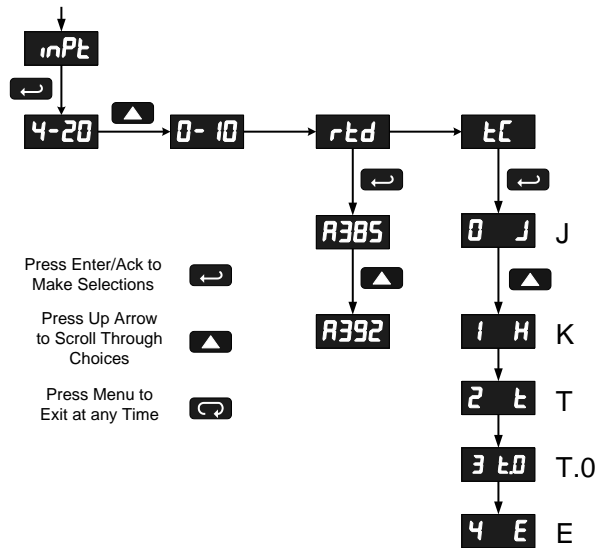 inPt
4-20
0-10
rtd
tC
A385
0 J
J
Press Enter/Ack to
Make Selections
Press Up Arrow
to Scroll Through
Choices
A392
1 H
K
Press Menu to
Exit at any Time
2 t
T
3 t.0
T.0
4 E
E